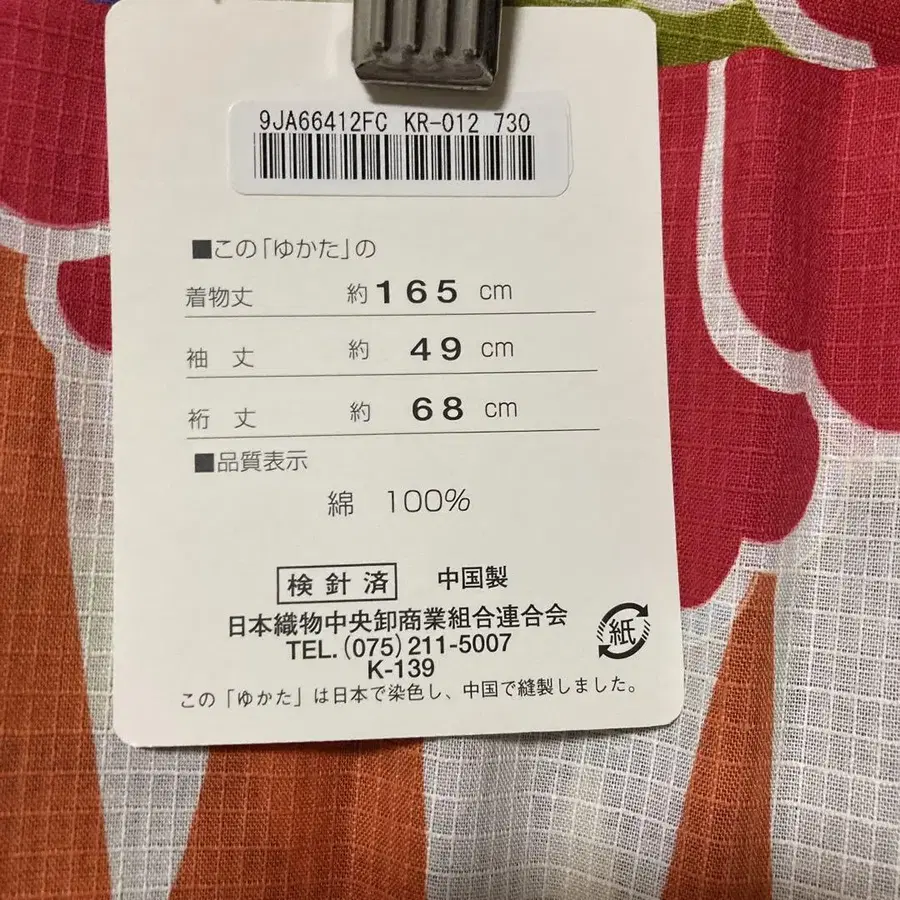 9JA66412FC KR-012 730
■この「ゆかた」の
着物丈 約165 cm
袖 丈 約 49 cm
裄 丈 約 68 cm
■品質表示
綿 100%
検針済 中国製
日本織物中央卸商業組合連合会
TEL.(075)211-5007
K-139
紙
この「ゆかた」は日本で染色し、中国で縫製しました。